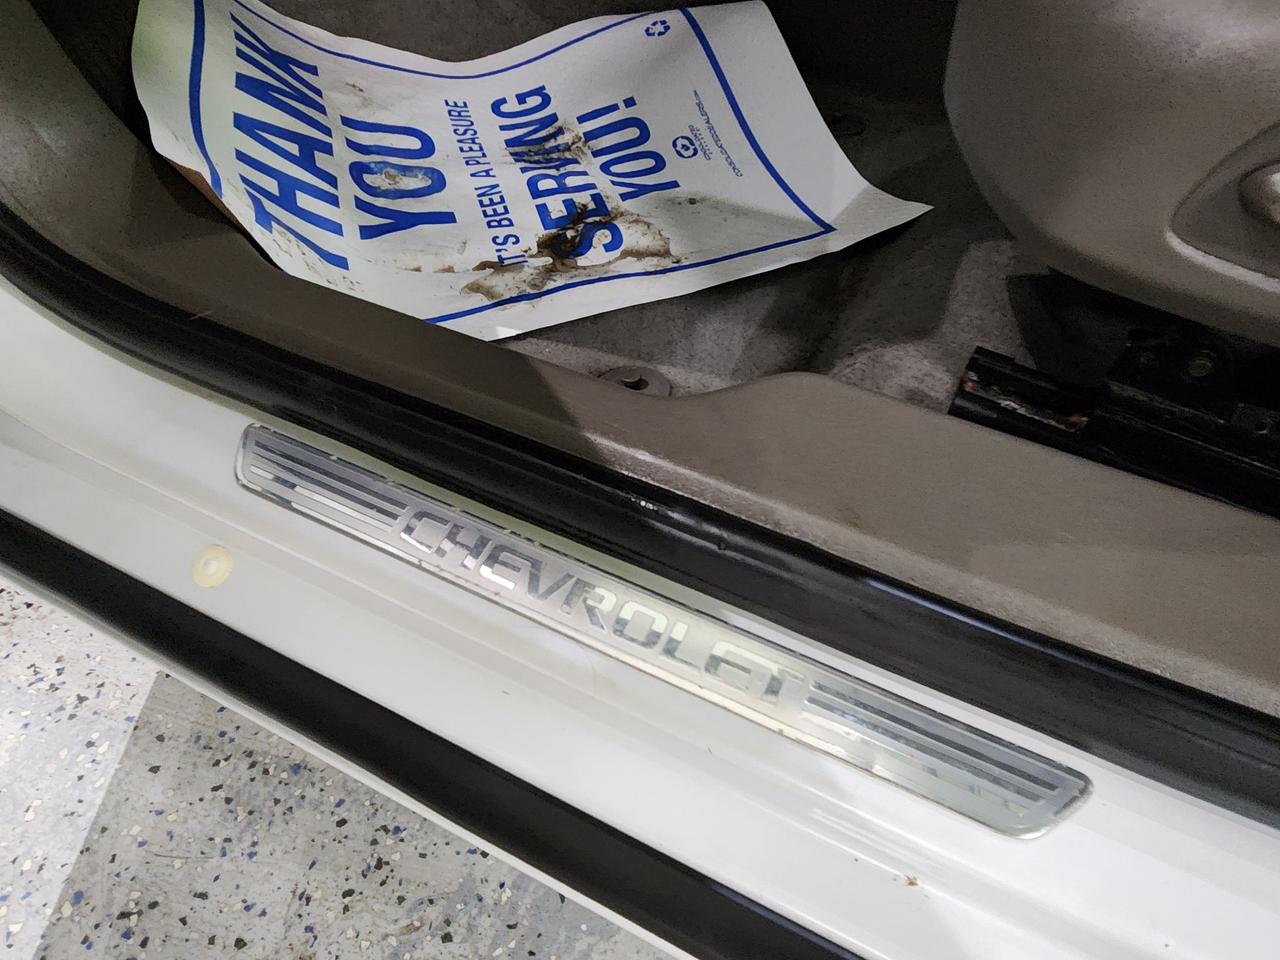 THANK
YOU
IT'S BEEN A PLEASURE
SERVING
YOU!
CHEVROLET